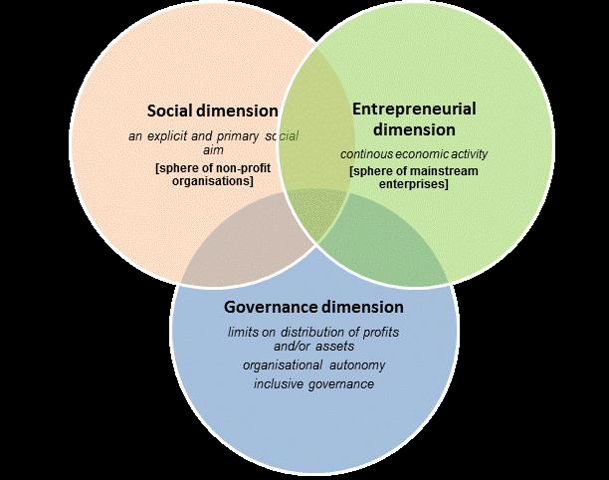 Social dimension
an explicit and primary social
aim
[sphere of non-profit
organisations]
Entrepreneurial
dimension
continous economic activity
[sphere of mainstream
enterprises]
Governance dimension
limits on distribution of profits
and/or assets
organisational autonomy
inclusive governance